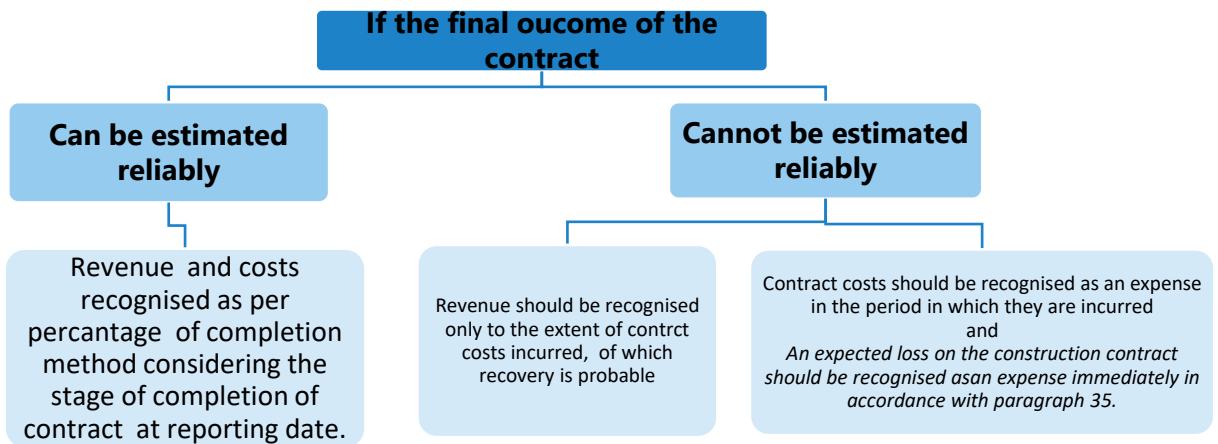 If the final oucome of the
contract
Can be estimated
reliably
Cannot be estimated
reliably
Revenue and costs
recognised as per
percantage of completion
method considering the
stage of completion of
contract at reporting date.
Revenue should be recognised
only to the extent of contrct
costs incurred, of which
recovery is probable
Contract costs should be recognised as an expense
in the period in which they are incurred
and
An expected loss on the construction contract
should be recognised asan expense immediately in
accordance with paragraph 35.